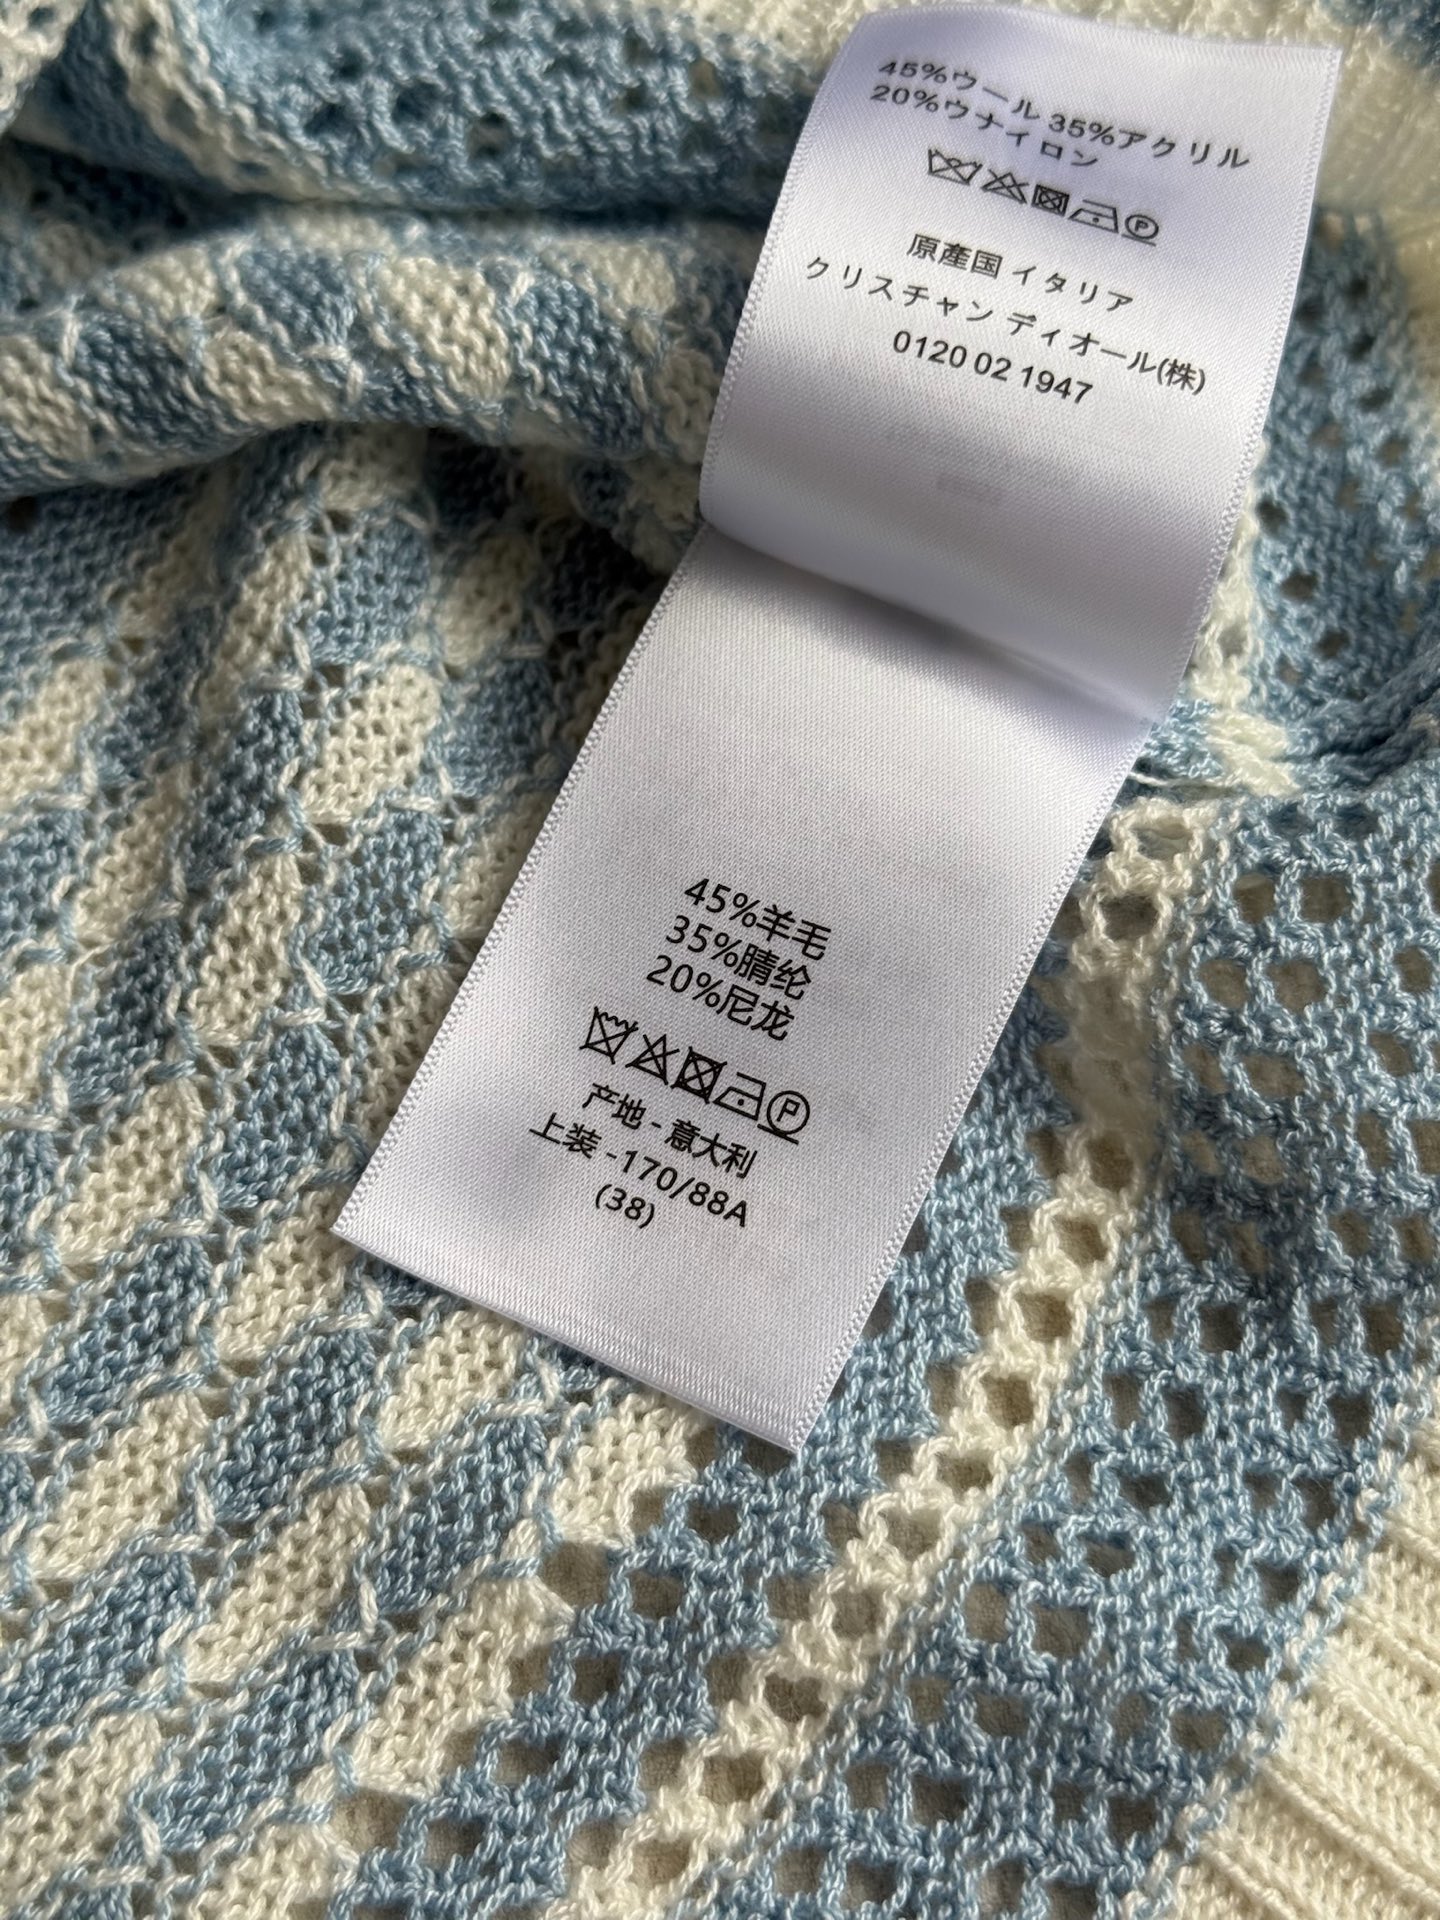 45%ウール 35%アクリル
20%ウナイロン
P
原産国 イタリア
クリスチャン ディオール(株)
0120 02 1947
45%羊毛
35%腈纶
20%尼龙
P
产地 - 意大利
上装 -170/88A
(38)